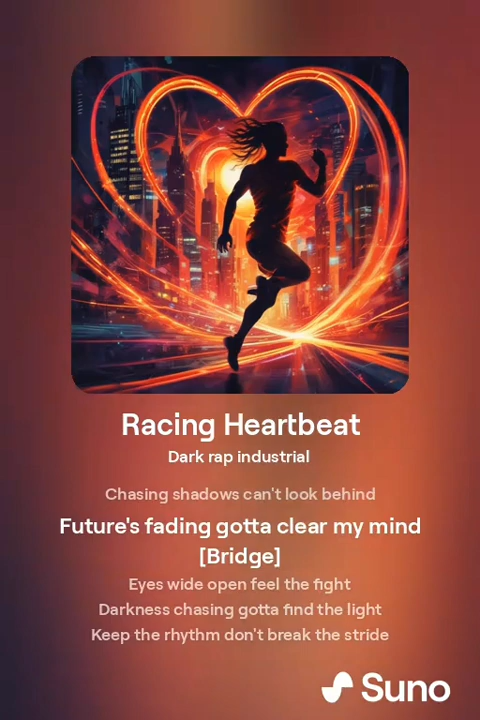 Racing Heartbeat
Dark rap industrial
Chasing shadows can't look behind
Future's fading gotta clear my mind
[Bridge]
Eyes wide open feel the fight
Darkness chasing gotta find the light
Keep the rhythm don't break the stride
Suno